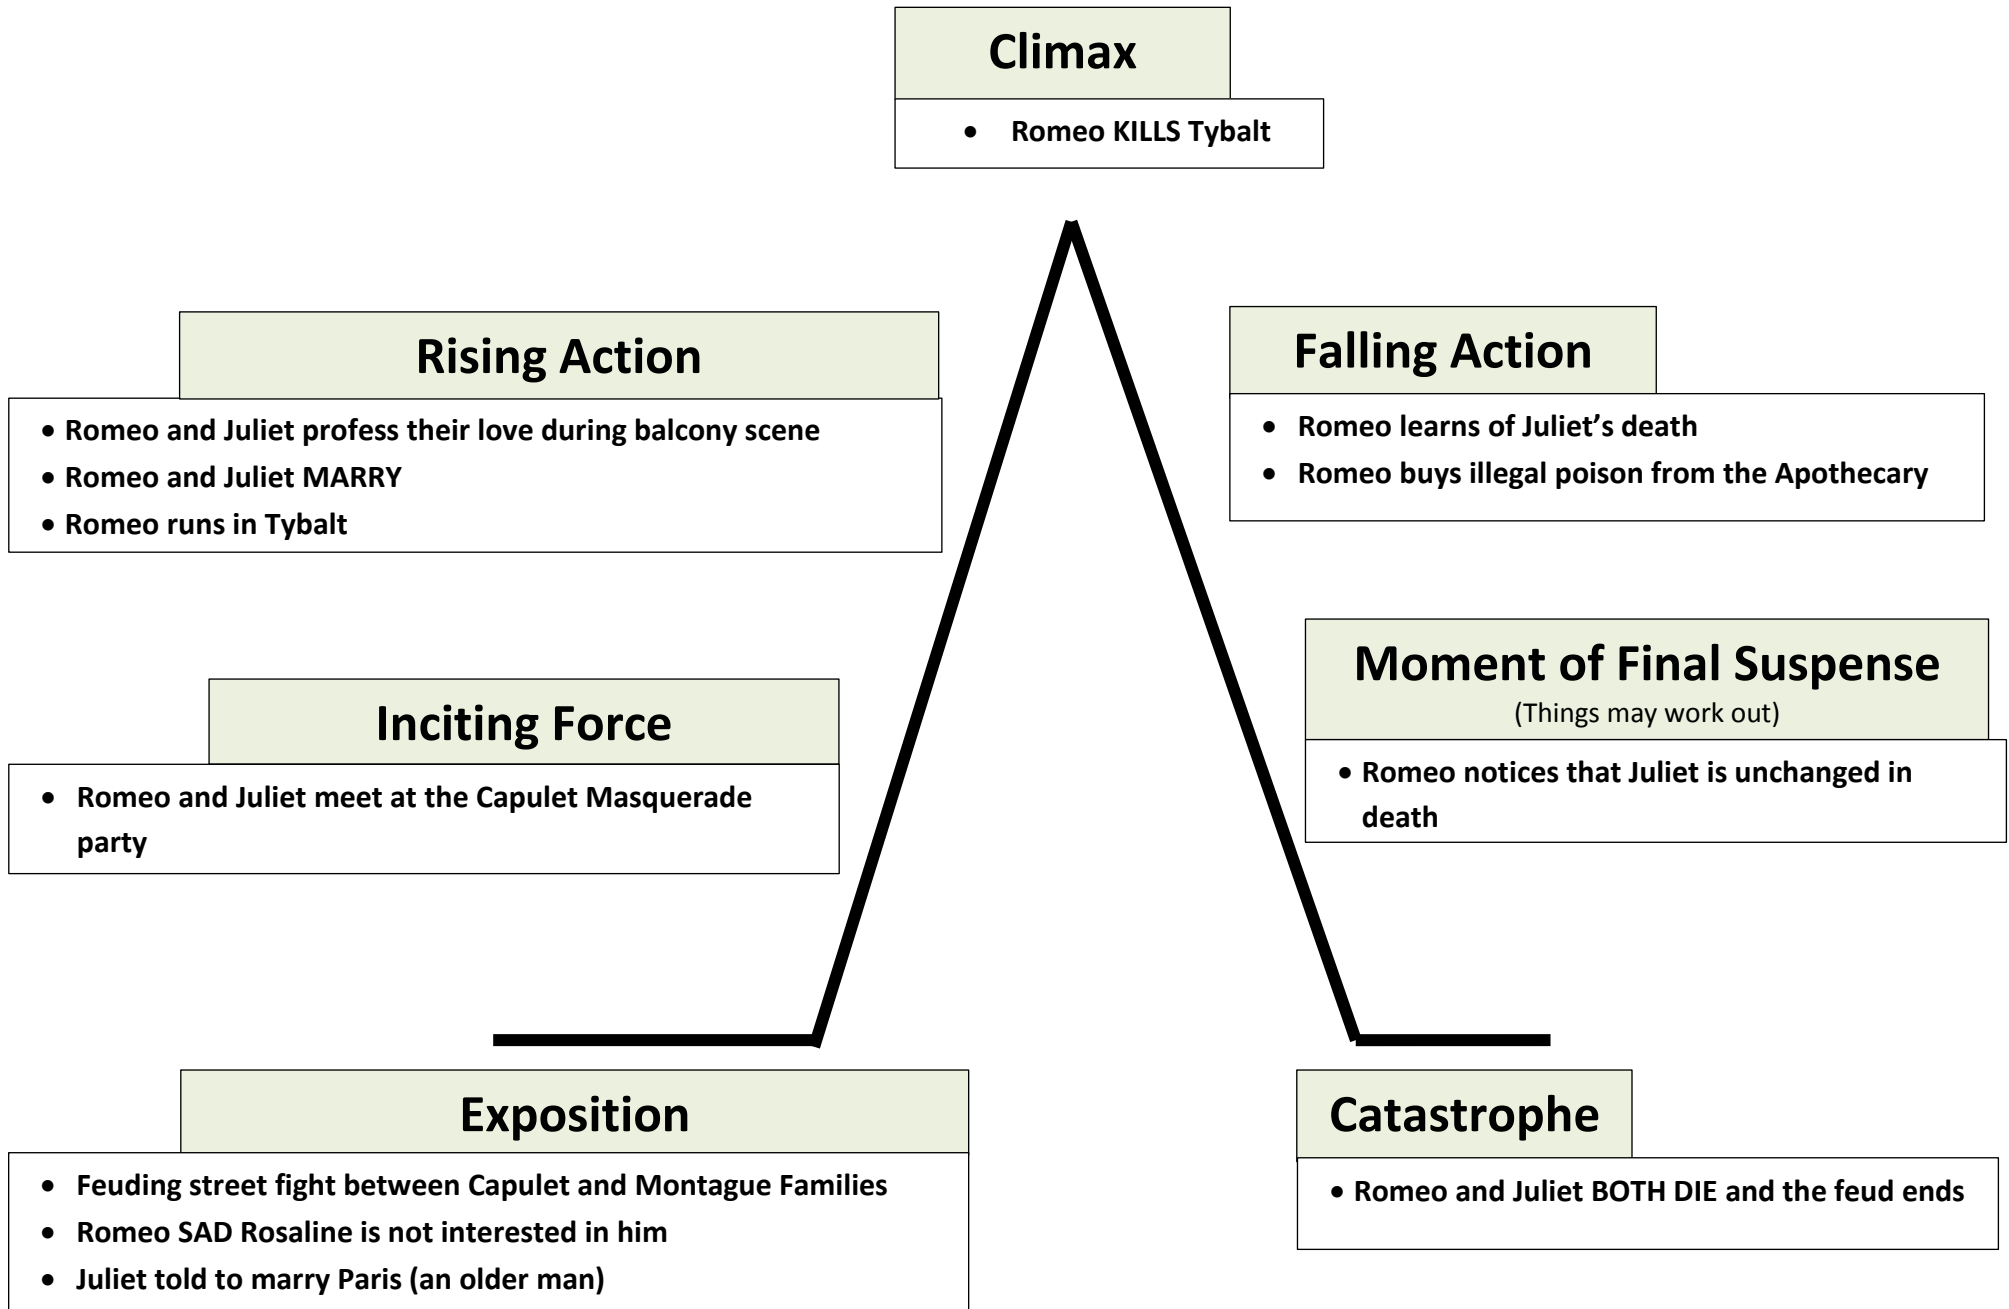 Climax
• Romeo KILLS Tybalt
Rising Action
• Romeo and Juliet profess their love during balcony scene
• Romeo and Juliet MARRY
• Romeo runs in Tybalt
Falling Action
• Romeo learns of Juliet’s death
• Romeo buys illegal poison from the Apothecary
Inciting Force
• Romeo and Juliet meet at the Capulet Masquerade
party
Moment of Final Suspense
(Things may work out)
• Romeo notices that Juliet is unchanged in
death
Exposition
• Feuding street fight between Capulet and Montague Families
• Romeo SAD Rosaline is not interested in him
• Juliet told to marry Paris (an older man)
Catastrophe
• Romeo and Juliet BOTH DIE and the feud ends